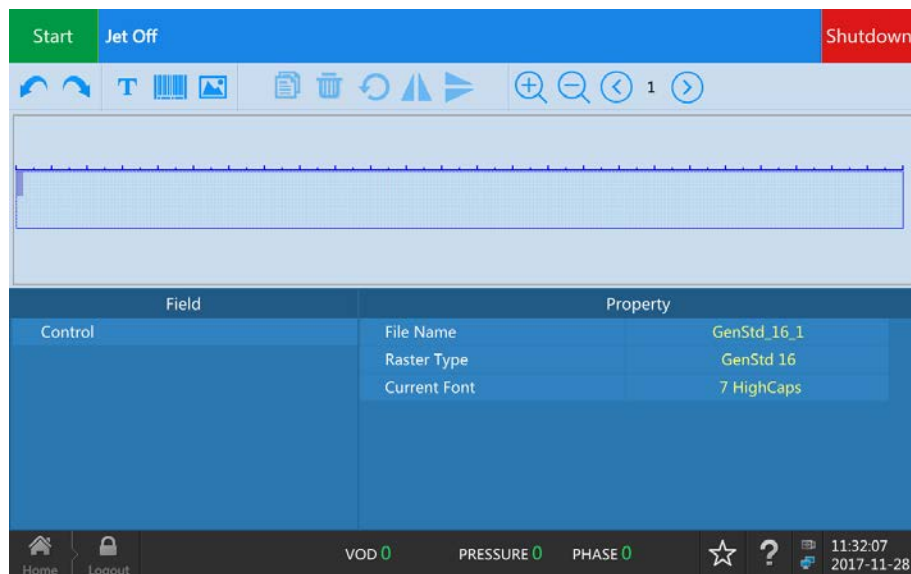 Start Jet Off Shutdown
T 1
Field Property
Control File Name GenStd_16_1
Raster Type GenStd 16
Current Font 7 HighCaps
VOD 0 PRESSURE 0 PHASE 0 ? 11:32:07
Home Logout 2017-11-28